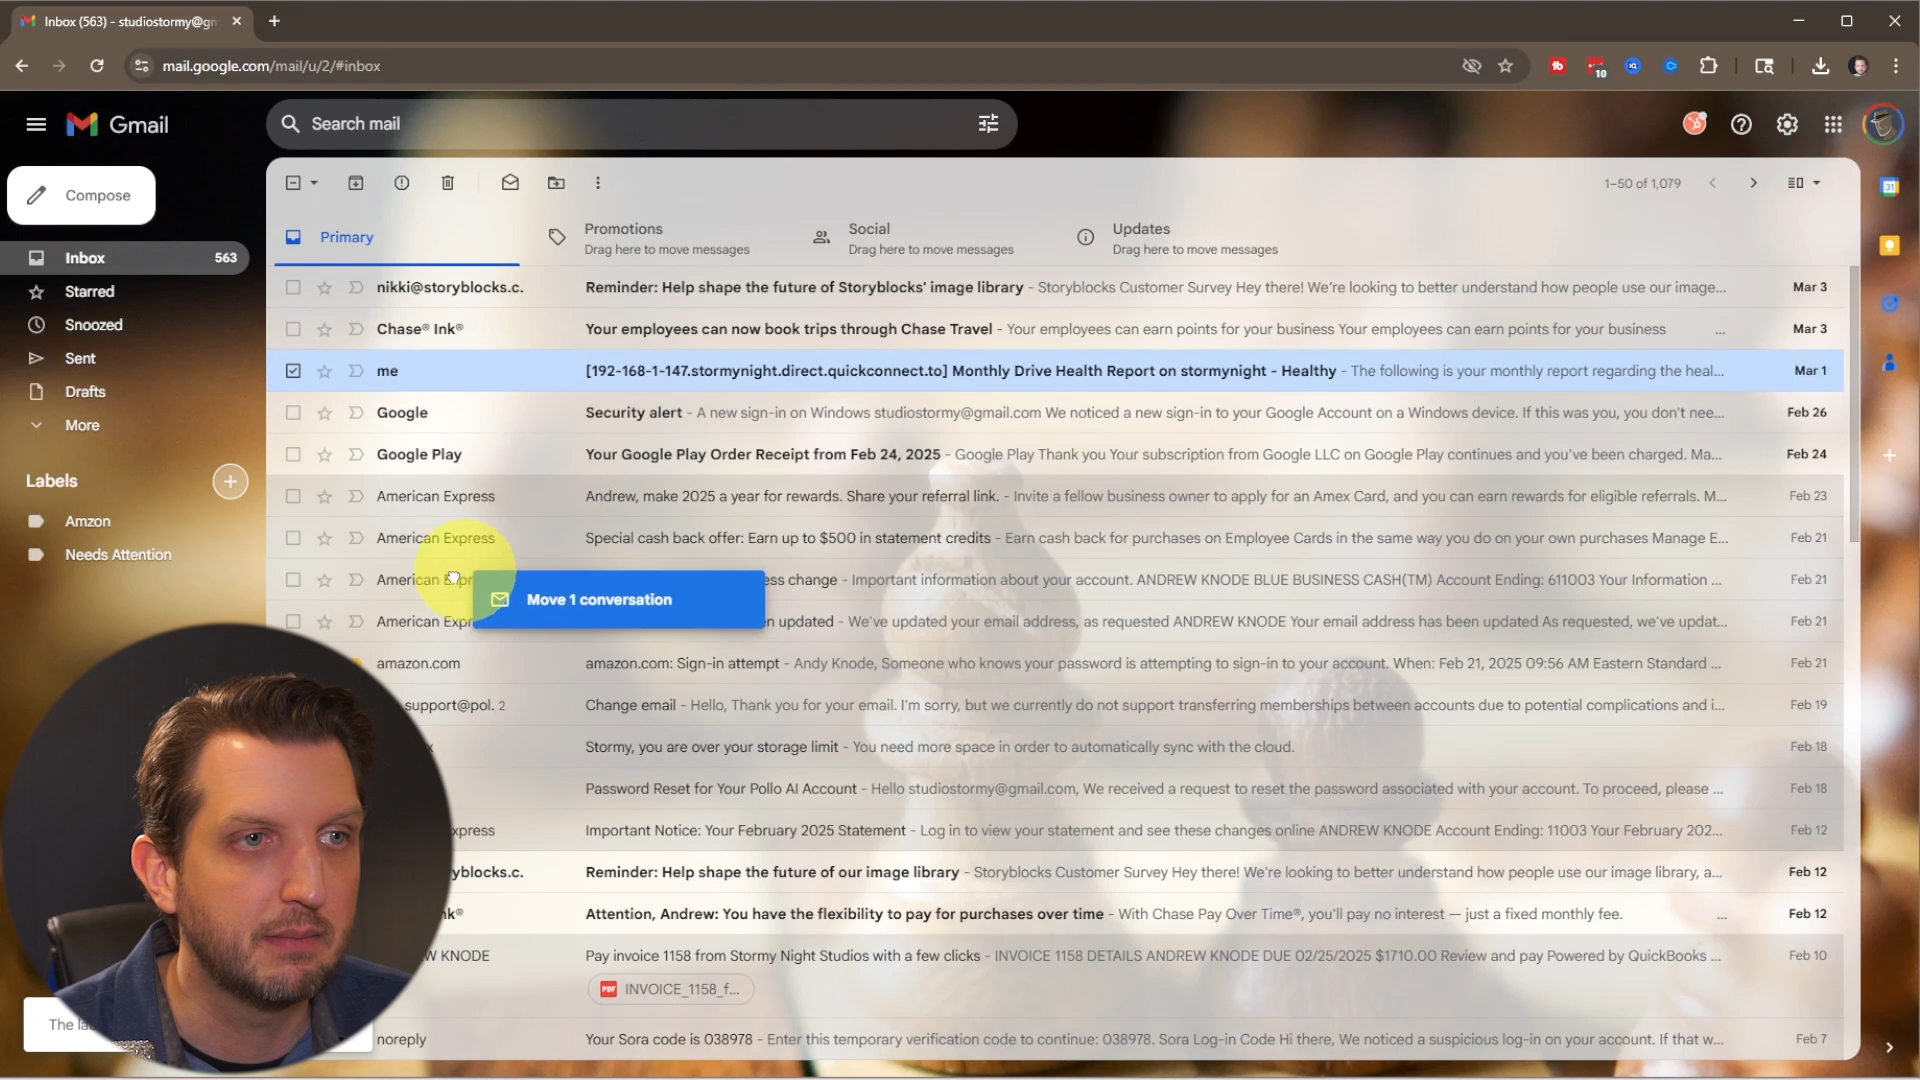 Inbox (563) - studiostormy@gm
mail.google.com/mail/u/2/#inbox
10
Gmail
Search mail
Compose
1–50 of 1,079
31
Primary
Promotions
Drag here to move messages
Social
Drag here to move messages
Updates
Drag here to move messages
Inbox 563
Starred
Snoozed
Sent
Drafts
More
Labels
Amzon
Needs Attention
nikki@storyblocks.c. Reminder: Help shape the future of Storyblocks' image library - Storyblocks Customer Survey Hey there! We're looking to better understand how people use our image... Mar 3
Chase® Ink® Your employees can now book trips through Chase Travel - Your employees can earn points for your business Your employees can earn points for your business ... Mar 3
me [192-168-1-147.stormynight.direct.quickconnect.to] Monthly Drive Health Report on stormynight - Healthy - The following is your monthly report regarding the heal... Mar 1
Google Security alert - A new sign-in on Windows studiostormy@gmail.com We noticed a new sign-in to your Google Account on a Windows device. If this was you, you don't nee... Feb 26
Google Play Your Google Play Order Receipt from Feb 24, 2025 - Google Play Thank you Your subscription from Google LLC on Google Play continues and you've been charged. Ma... Feb 24
American Express Andrew, make 2025 a year for rewards. Share your referral link. - Invite a fellow business owner to apply for an Amex Card, and you can earn rewards for eligible referrals. M... Feb 23
American Express Special cash back offer: Earn up to $500 in statement credits - Earn cash back for purchases on Employee Cards in the same way you do on your own purchases Manage E... Feb 21
American Expr ess change - Important information about your account. ANDREW KNODE BLUE BUSINESS CASH(TM) Account Ending: 611003 Your Information ... Feb 21
Move 1 conversation
American Expr n updated - We've updated your email address, as requested ANDREW KNODE Your email address has been updated As requested, we've updat... Feb 21
amazon.com amazon.com: Sign-in attempt - Andy Knode, Someone who knows your password is attempting to sign-in to your account. When: Feb 21, 2025 09:56 AM Eastern Standard ... Feb 21
support@pol. 2 Change email - Hello, Thank you for your email. I'm sorry, but we currently do not support transferring memberships between accounts due to potential complications and i... Feb 19
x Stormy, you are over your storage limit - You need more space in order to automatically sync with the cloud. Feb 18
Password Reset for Your Pollo AI Account - Hello studiostormy@gmail.com, We received a request to reset the password associated with your account. To proceed, please ... Feb 18
xpress Important Notice: Your February 2025 Statement - Log in to view your statement and see these changes online ANDREW KNODE Account Ending: 11003 Your February 202... Feb 12
yblocks.c. Reminder: Help shape the future of our image library - Storyblocks Customer Survey Hey there! We're looking to better understand how people use our image library, a... Feb 12
nk® Attention, Andrew: You have the flexibility to pay for purchases over time - With Chase Pay Over Time®, you'll pay no interest — just a fixed monthly fee. ... Feb 12
W KNODE Pay invoice 1158 from Stormy Night Studios with a few clicks - INVOICE 1158 DETAILS ANDREW KNODE DUE 02/25/2025 $1710.00 Review and pay Powered by QuickBooks ... Feb 10
PDF INVOICE_1158_f...
The la
noreply Your Sora code is 038978 - Enter this temporary verification code to continue: 038978. Sora Log-in Code Hi there, We noticed a suspicious log-in on your account. If that w... Feb 7